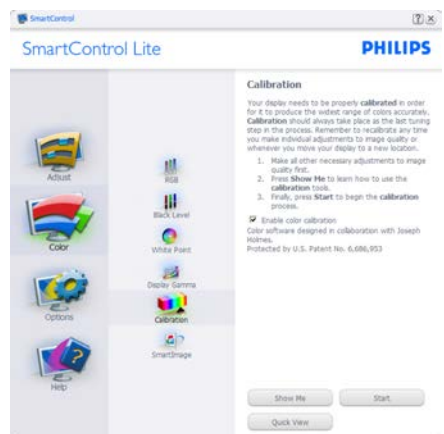 SmartControl
SmartControl Lite
PHILIPS
Adjust
Color
Options
Help
RGB
Black Level
White Point
Display Gamma
Calibration
SmartImage
Calibration
Your display needs to be properly calibrated in order
for it to produce the widest range of colors accurately.
Calibration should always take place as the last tuning
step in the process. Remember to recalibrate any time
you make individual adjustments to image quality or
whenever you move your display to a new location.
1. Make all other necessary adjustments to image
quality first.
2. Press Show Me to learn how to use the
calibration tools.
3. Finally, press Start to begin the calibration
process.
Enable color calibration
Color software designed in collaboration with Joseph
Holmes.
Protected by U.S. Patent No. 6,686,953
Show Me
Start
Quick View